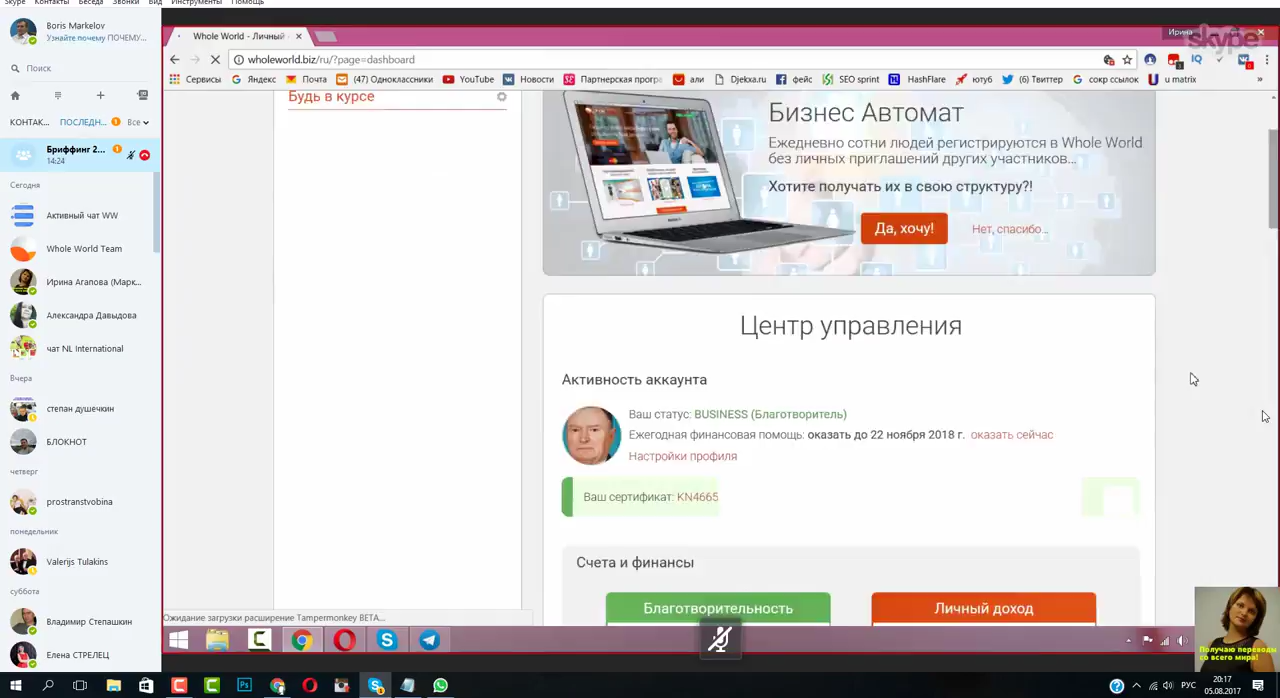 Skype Контакты Беседа Звонки Вид Инструменты Помощь
Boris Markelov
Узнайте почему ПОЧЕМУ...
Поиск
КОНТАК... ПОСЛЕДН... 1 Все
Бриффинг 2... 1
14:24
Сегодня
Активный чат WW
Whole World Team
Ирина Агапова (Марк...
Александра Давыдова
чат NL International
Вчера
степан душечкин
БЛОКНОТ
четверг
prostranstvobina
понедельник
Valerijs Tulakins
суббота
Владимир Степашкин
Елена СТРЕЛЕЦ
Whole World - Личный
Ирина
skype
wholeworld.biz/ru/?page=dashboard
IQ
Сервисы Яндекс Почта (47) Одноклассники YouTube Новости Партнерская програ али Djekxa.ru фейс SEO sprint HashFlare ютуб (6) Твиттер сокр ссылок u matrix »
Будь в курсе
Бизнес Автомат
Ежедневно сотни людей регистрируются в Whole World
без личных приглашений других участников...
Хотите получать их в свою структуру?!
Да, хочу! Нет, спасибо...
Центр управления
Активность аккаунта
Ваш статус: BUSINESS (Благотворитель)
Ежегодная финансовая помощь: оказать до 22 ноября 2018 г. оказать сейчас
Настройки профиля
Ваш сертификат: KN4665
Счета и финансы
Благотворительность Личный доход
Ожидание загрузки расширение Tampermonkey BETA...
Получаю переводы
со всего мира!
РУС
20:17
05.08.2017